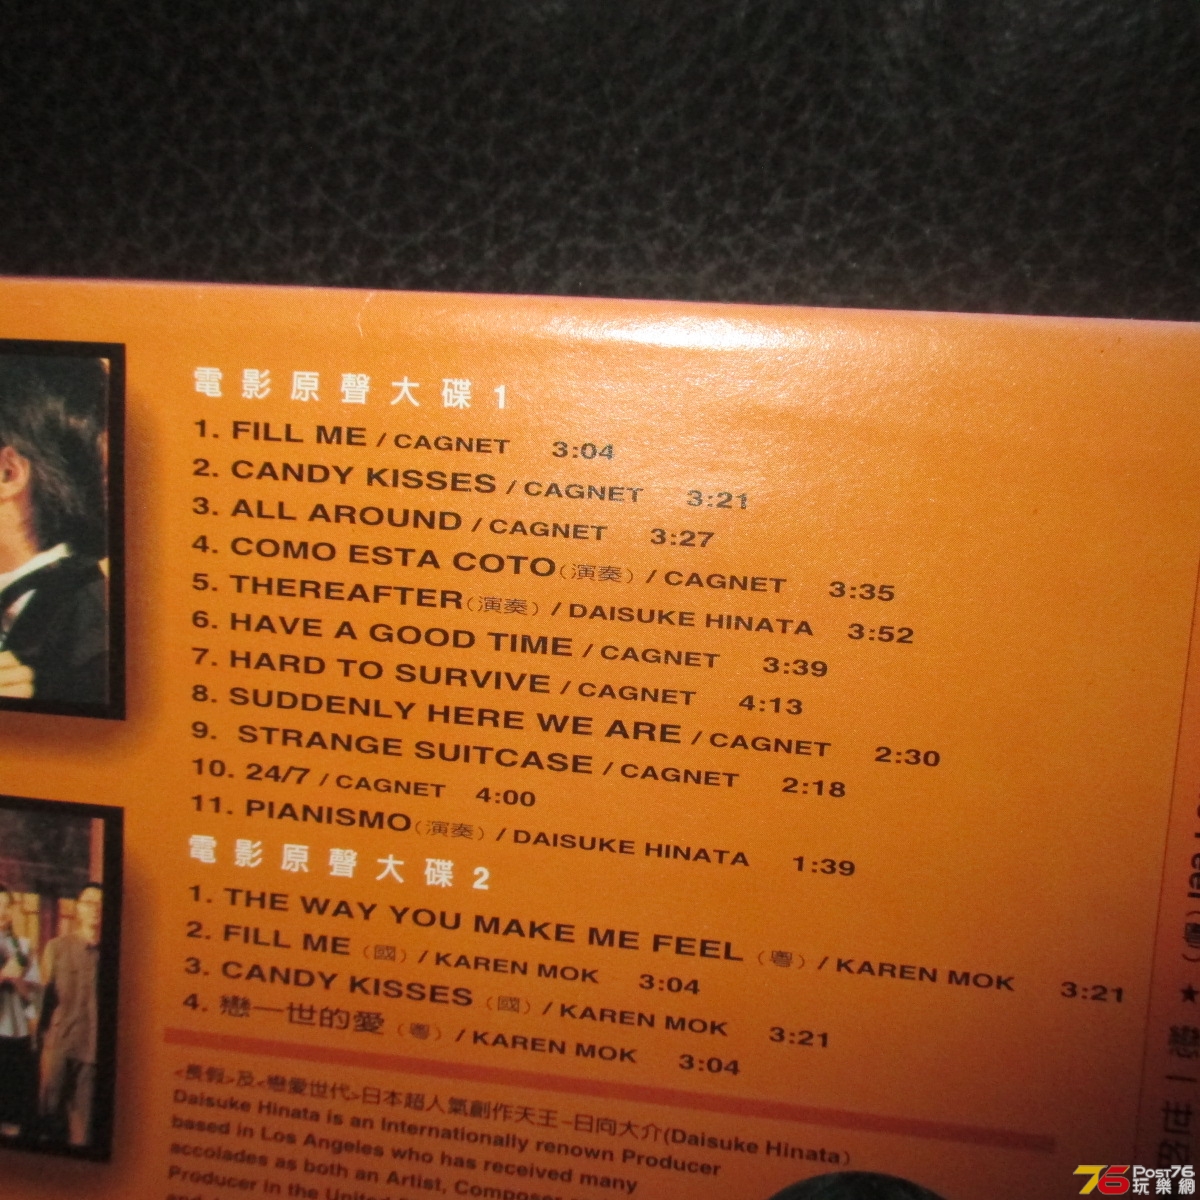 電影原聲大碟 1
1. FILL ME / CAGNET 3:04
2. CANDY KISSES / CAGNET 3:21
3. ALL AROUND / CAGNET 3:27
4. COMO ESTA COTO(演奏) / CAGNET 3:35
5. THEREAFTER(演奏) / DAISUKE HINATA 3:52
6. HAVE A GOOD TIME / CAGNET 3:39
7. HARD TO SURVIVE / CAGNET 4:13
8. SUDDENLY HERE WE ARE / CAGNET 2:30
9. STRANGE SUITCASE / CAGNET 2:18
10. 24/7 / CAGNET 4:00
11. PIANISMO(演奏) / DAISUKE HINATA 1:39
電影原聲大碟 2
1. THE WAY YOU MAKE ME FEEL (粵) / KAREN MOK 3:21
2. FILL ME (國) / KAREN MOK 3:04
3. CANDY KISSES (國) / KAREN MOK 3:21
4. 戀一世的愛 (粵) / KAREN MOK 3:04
<長假>及<戀愛世代>日本超人氣創作天王-日向大介(Daisuke Hinata)
Daisuke Hinata is an Internationally renown Producer
based in Los Angeles who has received many
accolades as both an Artist, Composer
Producer in the United
eel (粵) ★ 戀一世
Post76
玩樂網